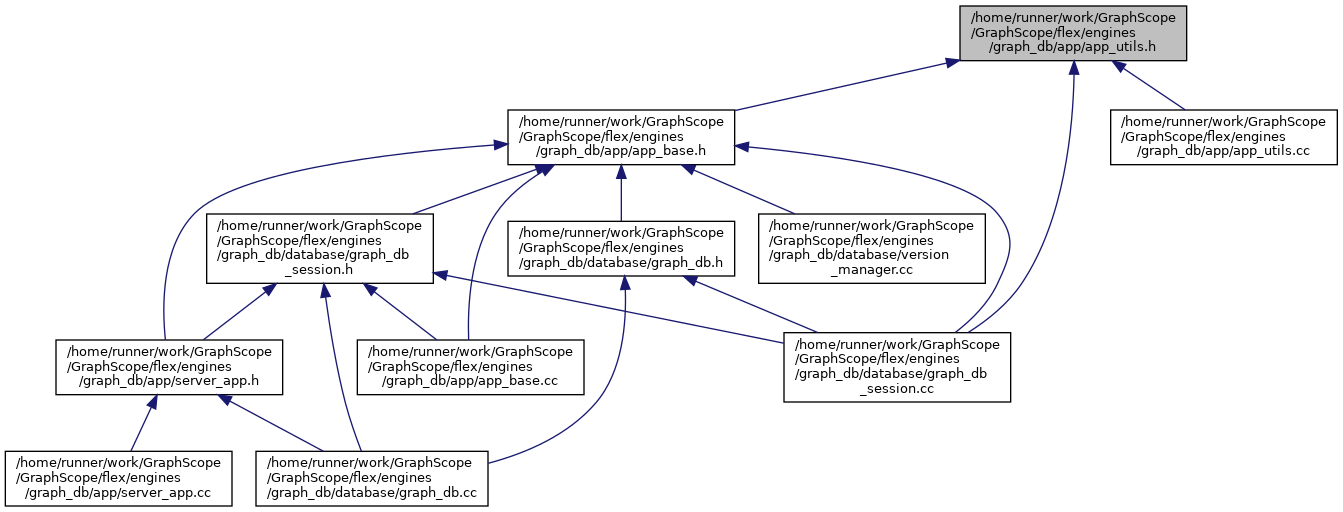 /home/runner/work/GraphScope
/GraphScope/flex/engines
/graph_db/app/app_utils.h
/home/runner/work/GraphScope
/GraphScope/flex/engines
/graph_db/app/app_base.h
/home/runner/work/GraphScope
/GraphScope/flex/engines
/graph_db/app/app_utils.cc
/home/runner/work/GraphScope
/GraphScope/flex/engines
/graph_db/database/graph_db
_session.h
/home/runner/work/GraphScope
/GraphScope/flex/engines
/graph_db/database/graph_db.h
/home/runner/work/GraphScope
/GraphScope/flex/engines
/graph_db/database/version
_manager.cc
/home/runner/work/GraphScope
/GraphScope/flex/engines
/graph_db/app/server_app.h
/home/runner/work/GraphScope
/GraphScope/flex/engines
/graph_db/app/app_base.cc
/home/runner/work/GraphScope
/GraphScope/flex/engines
/graph_db/database/graph_db
_session.cc
/home/runner/work/GraphScope
/GraphScope/flex/engines
/graph_db/app/server_app.cc
/home/runner/work/GraphScope
/GraphScope/flex/engines
/graph_db/database/graph_db.cc